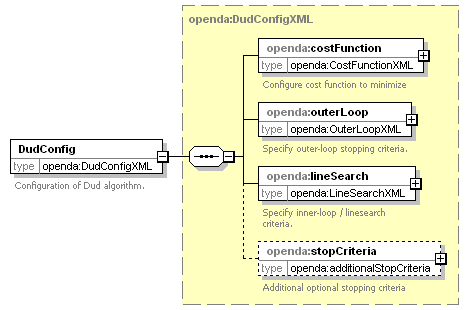 openda:DudConfigXML
openda:costFunction
type openda:CostFunctionXML
Configure cost function to minimize
openda:outerLoop
type openda:OuterLoopXML
Specify outer-loop stopping criteria.
DudConfig
type openda:DudConfigXML
Configuration of Dud algorithm.
openda:lineSearch
type openda:LineSearchXML
Specify inner-loop / linesearch
criteria.
openda:stopCriteria
type openda:additionalStopCriteria
Additional optional stopping criteria